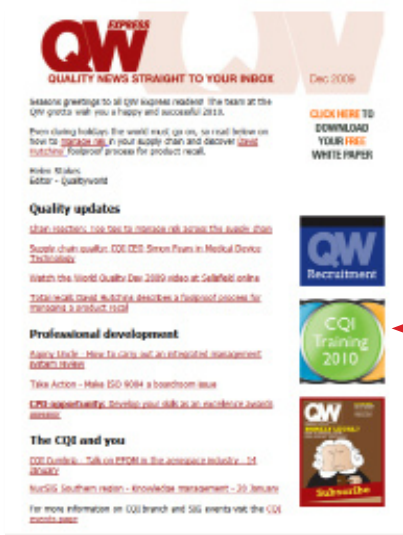 QW EXPRESS
QUALITY NEWS STRAIGHT TO YOUR INBOX
Dec 2009
Seasons greetings to all QW Express readers! The team at the
QW grotto wish you a happy and successful 2010.
Even during holidays the world must go on, so read below on
how to manage risk in your supply chain and discover David
Hutchins' foolproof process for product recall.
Helen
Editor - Qualityworld
CLICK HERE TO
DOWNLOAD
YOUR FREE
WHITE PAPER
Quality updates
Chain reaction: Top tips to manage risk across the supply chain
Supply chain quality: CQI CEO Simon Feary in Medical Device
Technology
Watch the World Quality Day 2009 video at Sellafield online
Total recall: David Hutchins describes a foolproof process for
managing a product recall
Professional development
- How to carry out an integrated management
system review
Take Action - Make ISO 9004 a boardroom issue
CPD opportunity: Develop your skills as an excellence awards
assessor
The CQI and you
CQI Cumbria - Talk on PPDM in the aerospace industry - 14
January
NucSIG Southern region - Knowledge management - 20 January
For more information on CQI branch and SIG events visit the CQI
events page
QW
Recruitment
CQI
Training
2010
QW
Subscribe